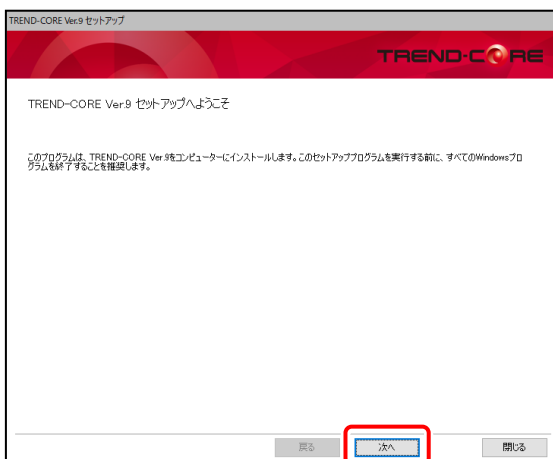 TREND-CORE Ver.9 セットアップ
TREND-CORE
TREND-CORE Ver.9 セットアップへようこそ
このプログラムは、TREND-CORE Ver.9をコンピューターにインストールします。このセットアッププログラムを実行する前に、すべてのWindowsプロ
グラムを終了することを推奨します。
戻る
次へ
閉じる